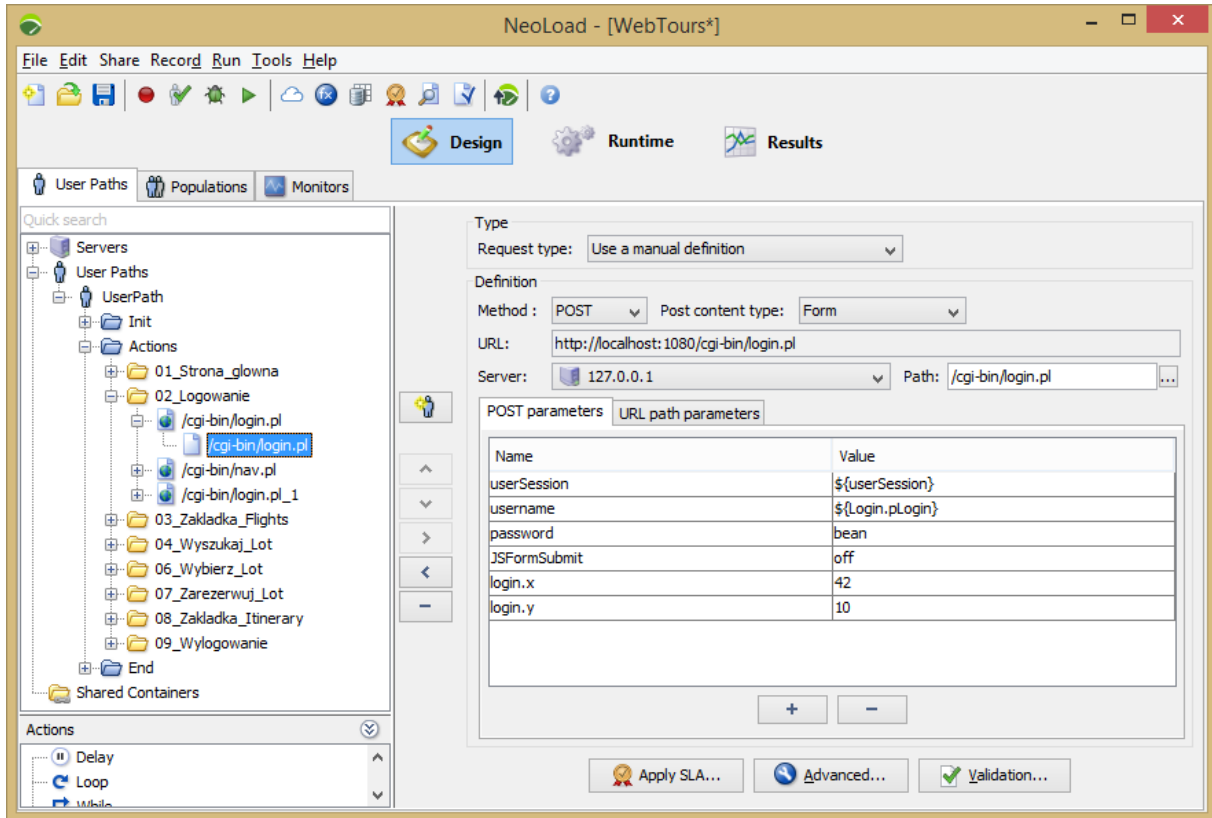 NeoLoad - [WebTours*]
File Edit Share Record Run Tools Help
Design Runtime Results
User Paths Populations Monitors
Quick search
Servers
User Paths
UserPath
Init
Actions
01_Strona_glowna
02_Logowanie
/cgi-bin/login.pl
/cgi-bin/login.pl
/cgi-bin/nav.pl
/cgi-bin/login.pl_1
03_Zakladka_Flights
04_Wyszukaj_Lot
06_Wybierz_Lot
07_Zarezerwuj_Lot
08_Zakladka_Itinerary
09_Wylogowanie
End
Shared Containers
Actions
Delay
Loop
While
Type
Request type: Use a manual definition
Definition
Method : POST Post content type: Form
URL: http://localhost:1080/cgi-bin/login.pl
Server: 127.0.0.1 Path: /cgi-bin/login.pl ...
POST parameters URL path parameters
Name Value
userSession ${userSession}
username ${Login.pLogin}
password bean
JSFormSubmit off
login.x 42
login.y 10
+ −
Apply SLA... Advanced... Validation...